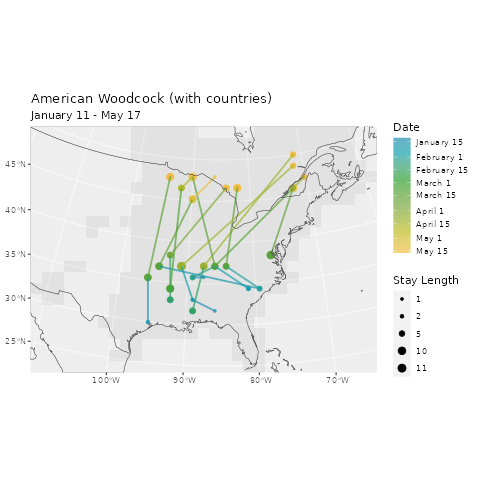 American Woodcock (with countries)
January 11 - May 17
45°N
40°N
35°N
30°N
25°N
100°W
90°W
80°W
70°W
Date
January 15
February 1
February 15
March 1
March 15
April 1
April 15
May 1
May 15
Stay Length
1
2
5
10
11